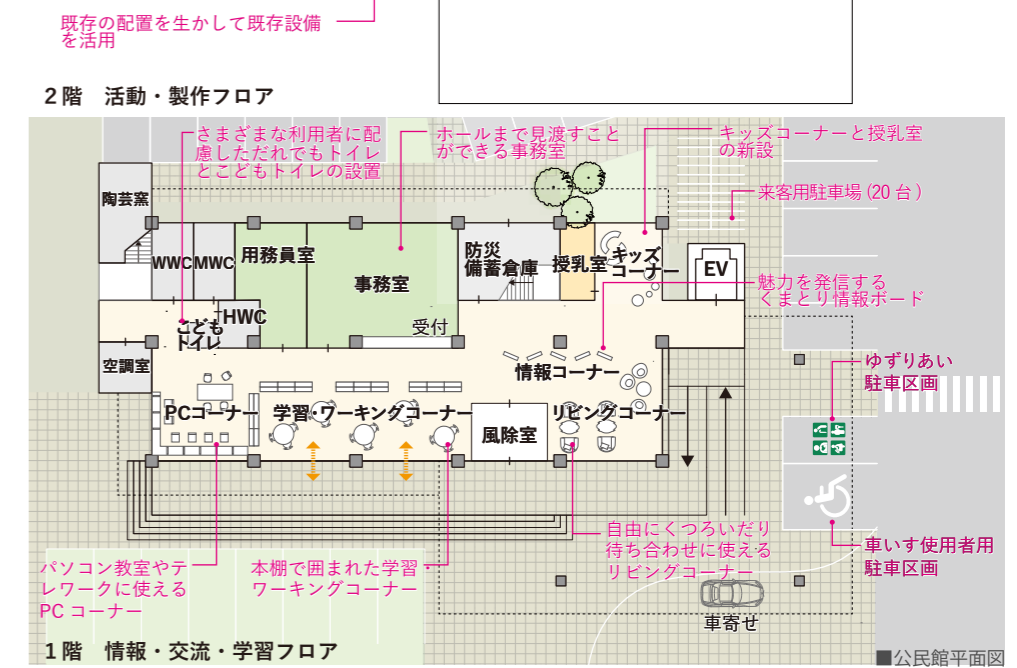 既存の配置を生かして既存設備
を活用
2階　活動・製作フロア
さまざまな利用者に配
慮しただれでもトイレ
とこどもトイレの設置
ホールまで見渡すこと
ができる事務室
キッズコーナーと授乳室
の新設
来客用駐車場(20台)
陶芸窯
WWC
MWC
用務員室
事務室
防災
備蓄倉庫
授乳室
キッズ
コーナー
EV
魅力を発信する
くまとり情報ボード
HWC
こども
トイレ
受付
空調室
情報コーナー
ゆずりあい
駐車区画
PCコーナー
学習・ワーキングコーナー
風除室
リビングコーナー
自由にくつろいだり
待ち合わせに使える
リビングコーナー
車いす使用者用
駐車区画
パソコン教室やテ
レワークに使える
PCコーナー
本棚で囲まれた学習・
ワーキングコーナー
車寄せ
1階　情報・交流・学習フロア
■公民館平面図